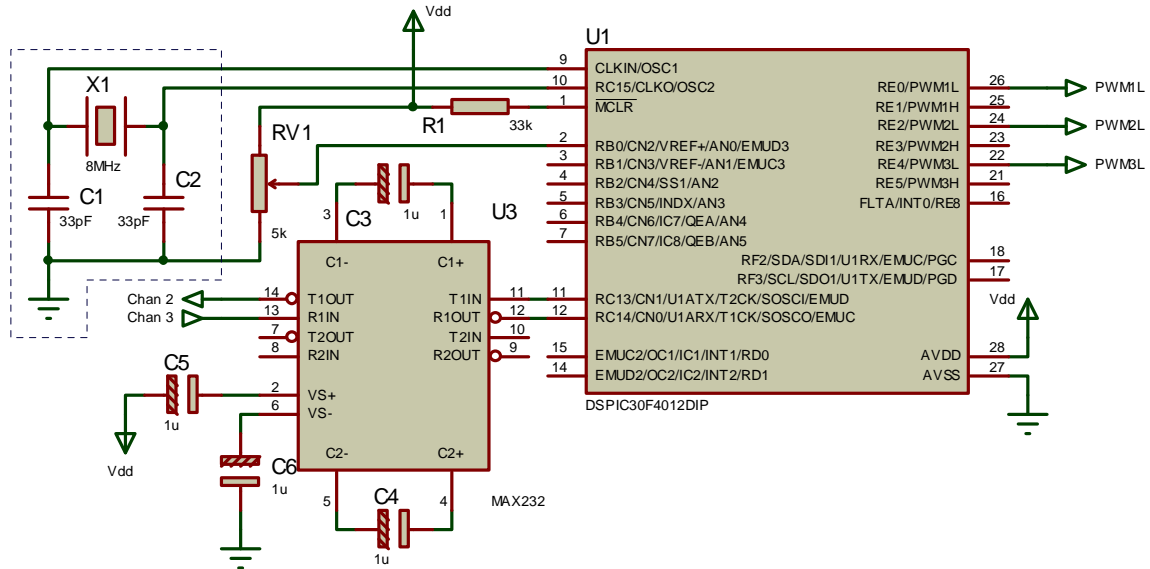 Vdd
X1
8MHz
C1
33pF
C2
33pF
RV1
5k
R1
33k
U1
9 CLKIN/OSC1
10 RC15/CLKO/OSC2
1 MCLR
2 RB0/CN2/VREF+/AN0/EMUD3
3 RB1/CN3/VREF-/AN1/EMUC3
4 RB2/CN4/SS1/AN2
5 RB3/CN5/INDX/AN3
6 RB4/CN6/IC7/QEA/AN4
7 RB5/CN7/IC8/QEB/AN5
11 RC13/CN1/U1ATX/T2CK/SOSCI/EMUD
12 RC14/CN0/U1ARX/T1CK/SOSCO/EMUC
15 EMUC2/OC1/IC1/INT1/RD0
14 EMUD2/OC2/IC2/INT2/RD1
RE0/PWM1L 26 PWM1L
RE1/PWM1H 25
RE2/PWM2L 24 PWM2L
RE3/PWM2H 23
RE4/PWM3L 22 PWM3L
RE5/PWM3H 21
FLTA/INT0/RE8 16
RF2/SDA/SDI1/U1RX/EMUC/PGC 18
RF3/SCL/SDO1/U1TX/EMUD/PGD 17
Vdd
AVDD 28
AVSS 27
DSPIC30F4012DIP
C3
1u
3
1
U3
C1-
C1+
Chan 2 14 T1OUT
Chan 3 13 R1IN
7 T2OUT
8 R2IN
T1IN 11
R1OUT 12
T2IN 10
R2OUT 9
2 VS+
6 VS-
C2-
C2+
5
4
MAX232
C5
1u
Vdd
C6
1u
C4
1u